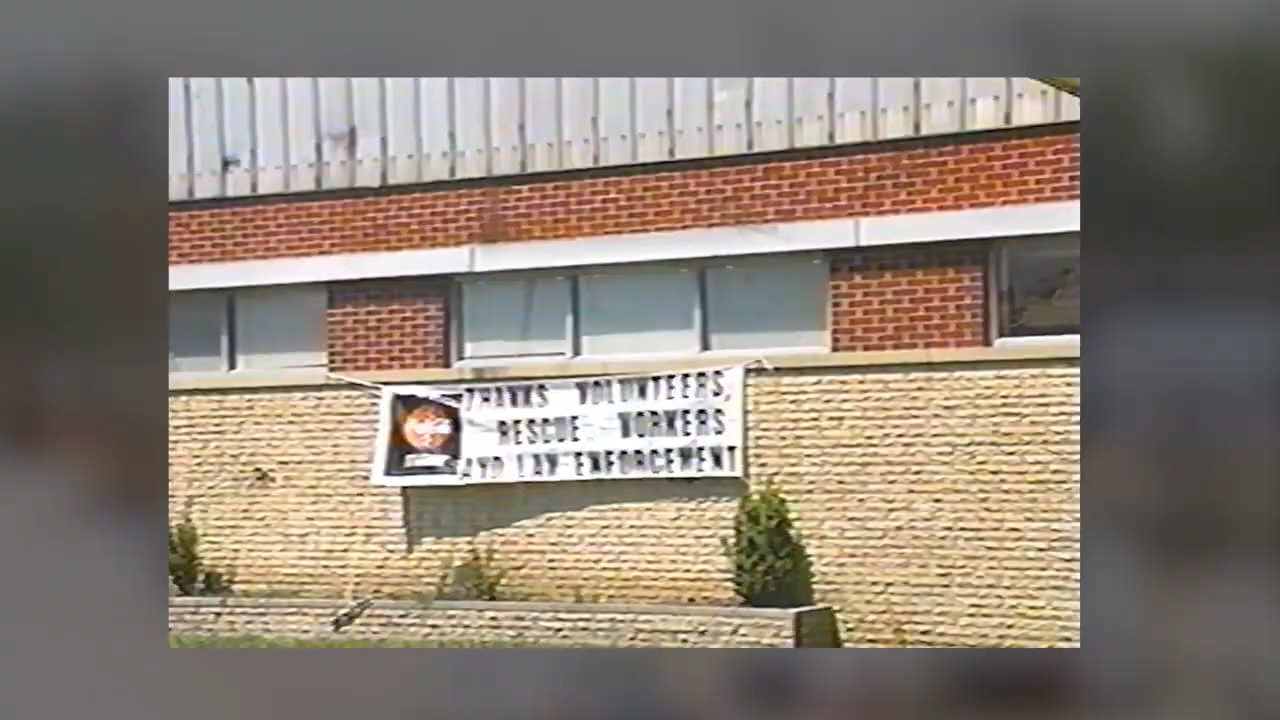 THANKS VOLUNTEERS,
RESCUE WORKERS
AND LAW ENFORCEMENT